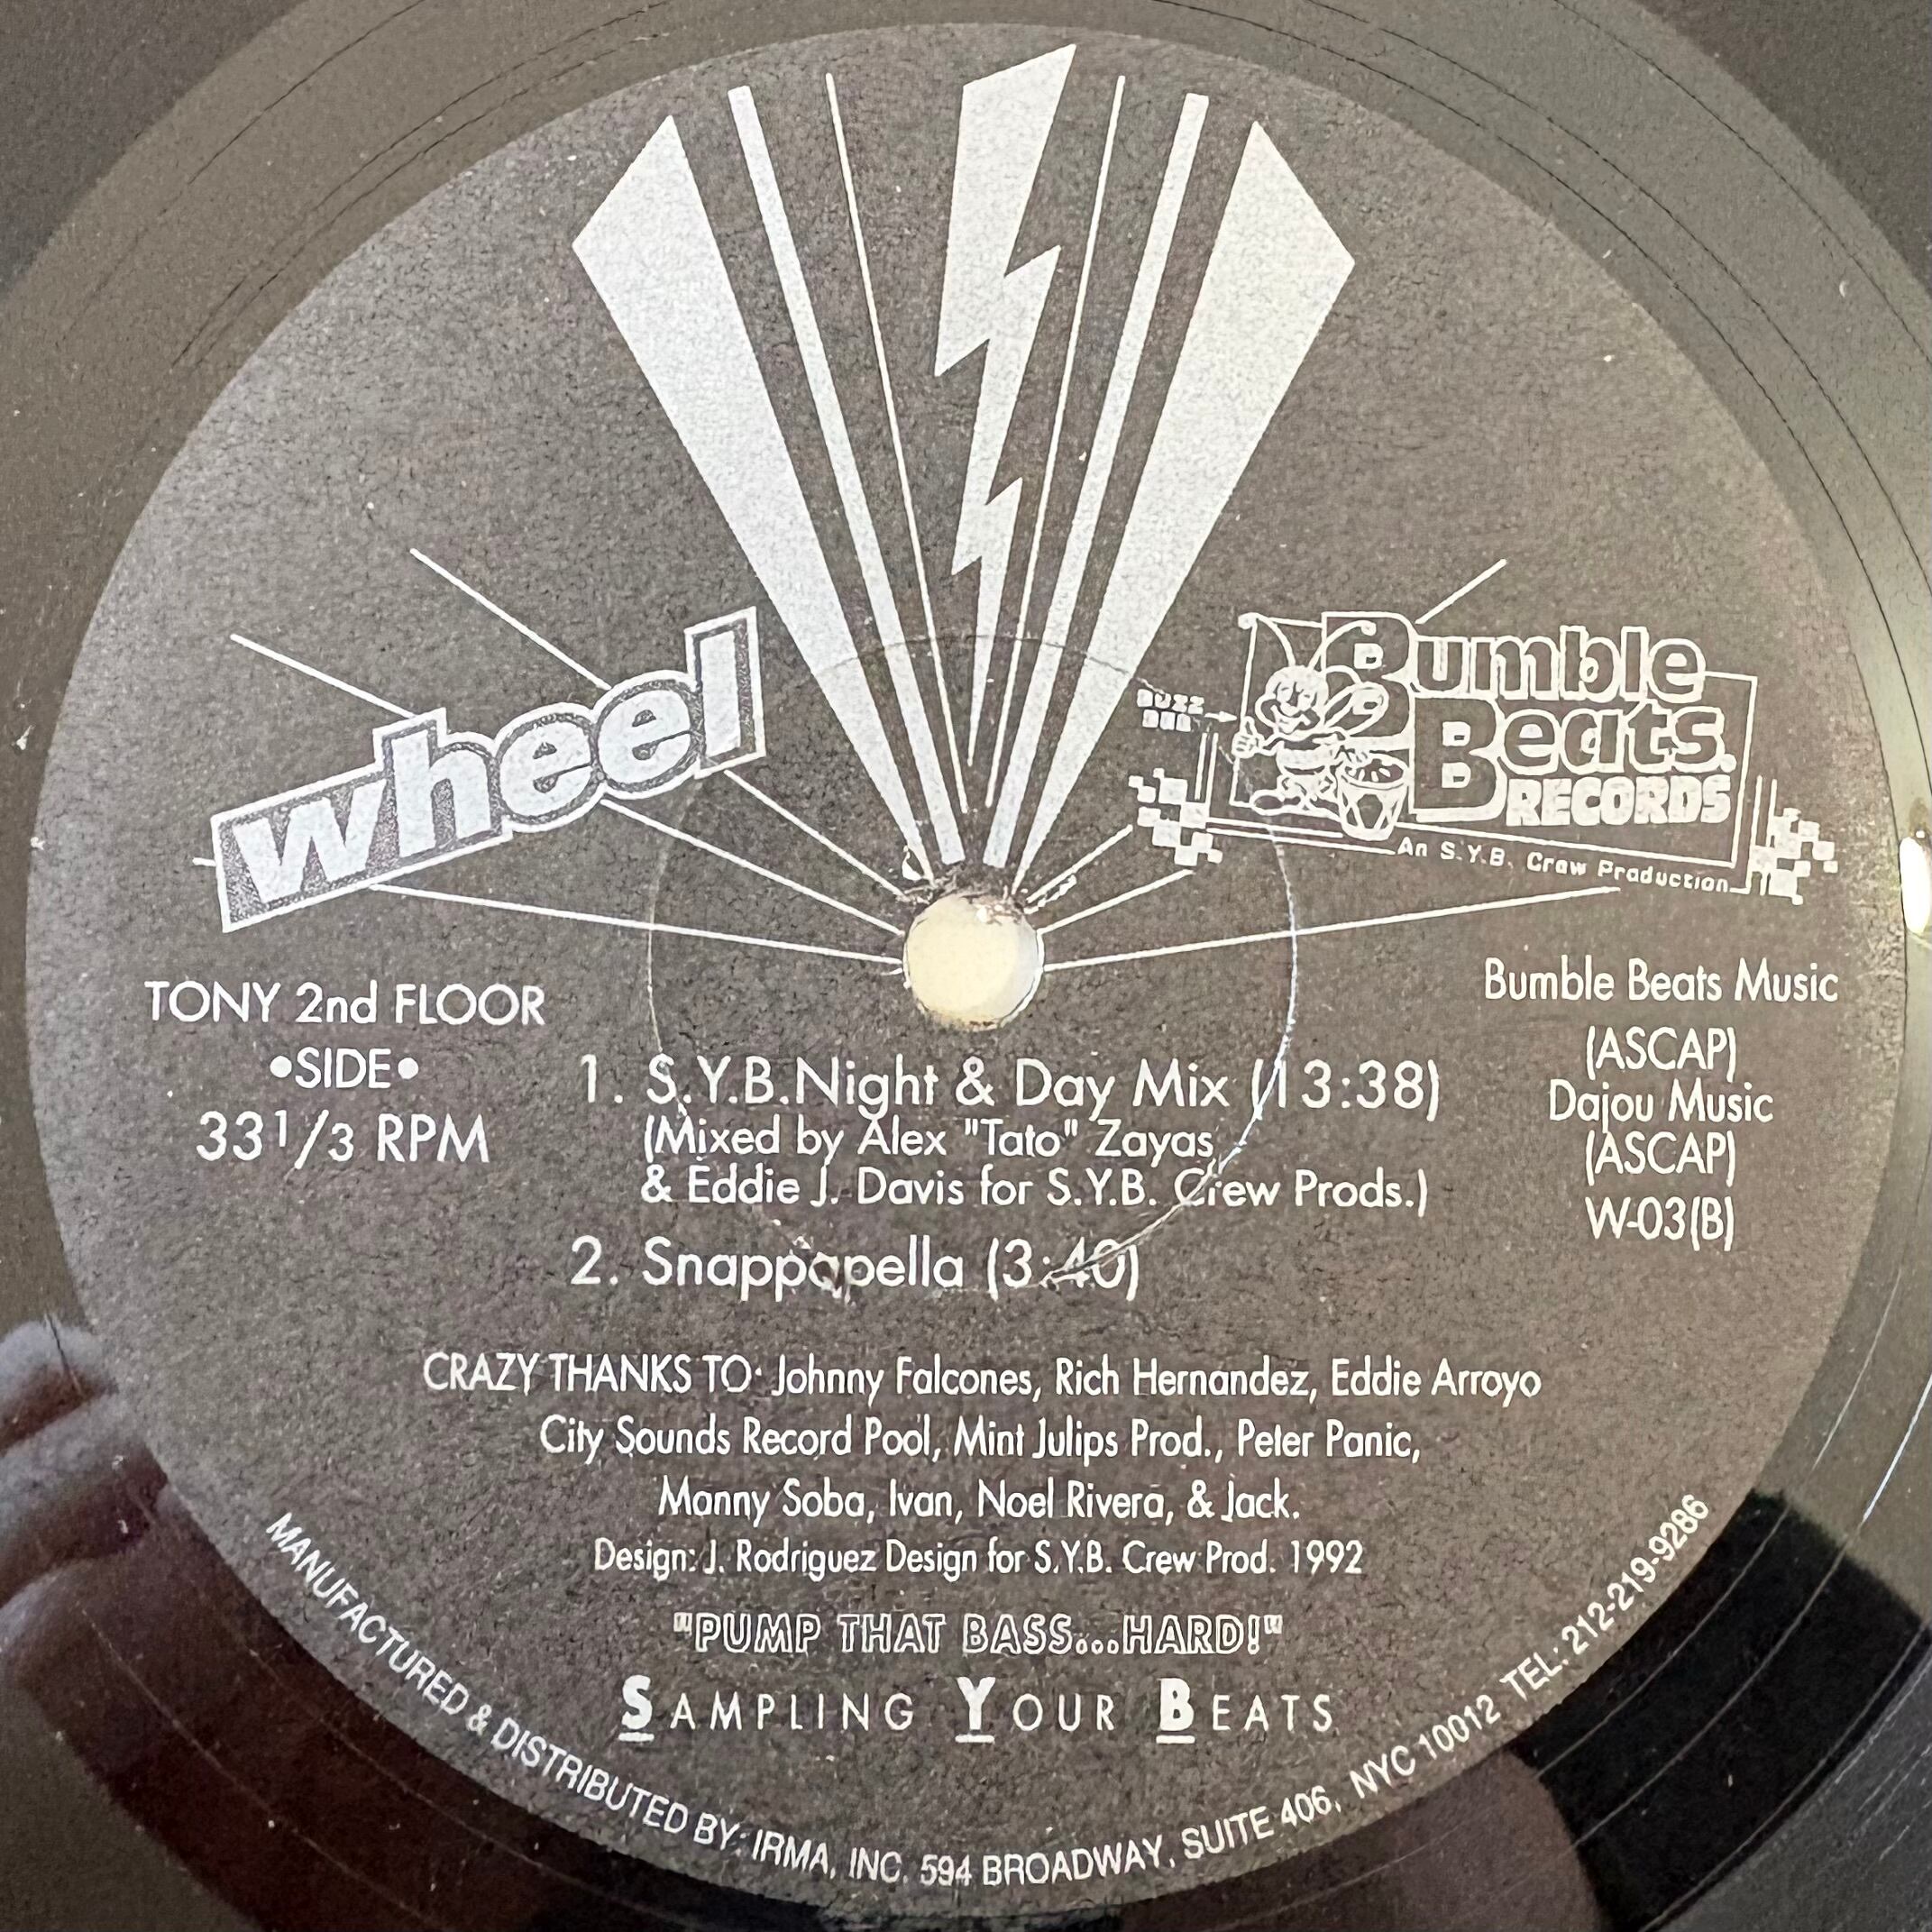 wheel
BUZZ
Bumble
Beats.
RECORDS
An S.Y.B. Crew Production
TONY 2nd FLOOR
•SIDE•
33 1/3 RPM
1. S.Y.B.Night & Day Mix (13:38)
(Mixed by Alex "Tato" Zayas
& Eddie J. Davis for S.Y.B. Crew Prods.)
2. Snappapella (3:40)
Bumble Beats Music
(ASCAP)
Dajou Music
(ASCAP)
W-03(B)
CRAZY THANKS TO: Johnny Falcones, Rich Hernandez, Eddie Arroyo
City Sounds Record Pool, Mint Julips Prod., Peter Panic,
Manny Soba, Ivan, Noel Rivera, & Jack.
Design: J. Rodriguez Design for S.Y.B. Crew Prod. 1992
"PUMP THAT BASS...HARD!"
SAMPLING YOUR BEATS
MANUFACTURED & DISTRIBUTED BY: IRMA, INC. 594 BROADWAY, SUITE 406, NYC 10012 TEL: 212-219-9286